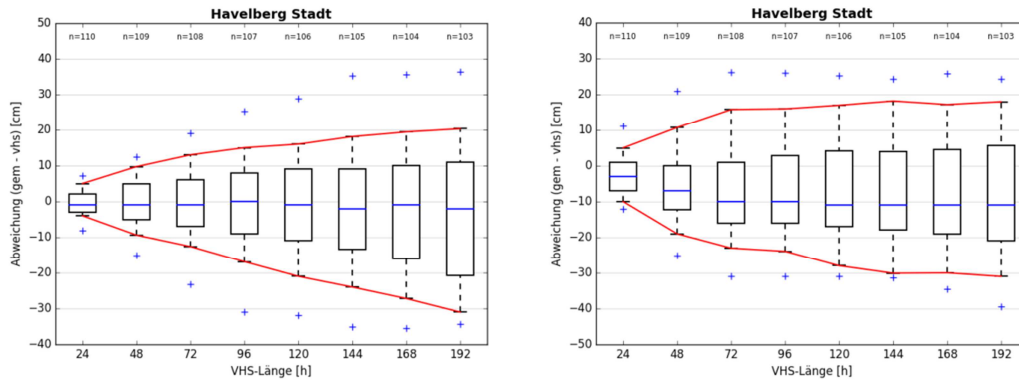 Havelberg Stadt
50
n=110 n=109 n=108 n=107 n=106 n=105 n=104 n=103
40
30
20
10
0
−10
−20
−30
−40
Abweichung (gem - vhs) [cm]
24 48 72 96 120 144 168 192
VHS-Länge [h]
Havelberg Stadt
40
n=110 n=109 n=108 n=107 n=106 n=105 n=104 n=103
30
20
10
0
−10
−20
−30
−40
−50
Abweichung (gem - vhs) [cm]
24 48 72 96 120 144 168 192
VHS-Länge [h]